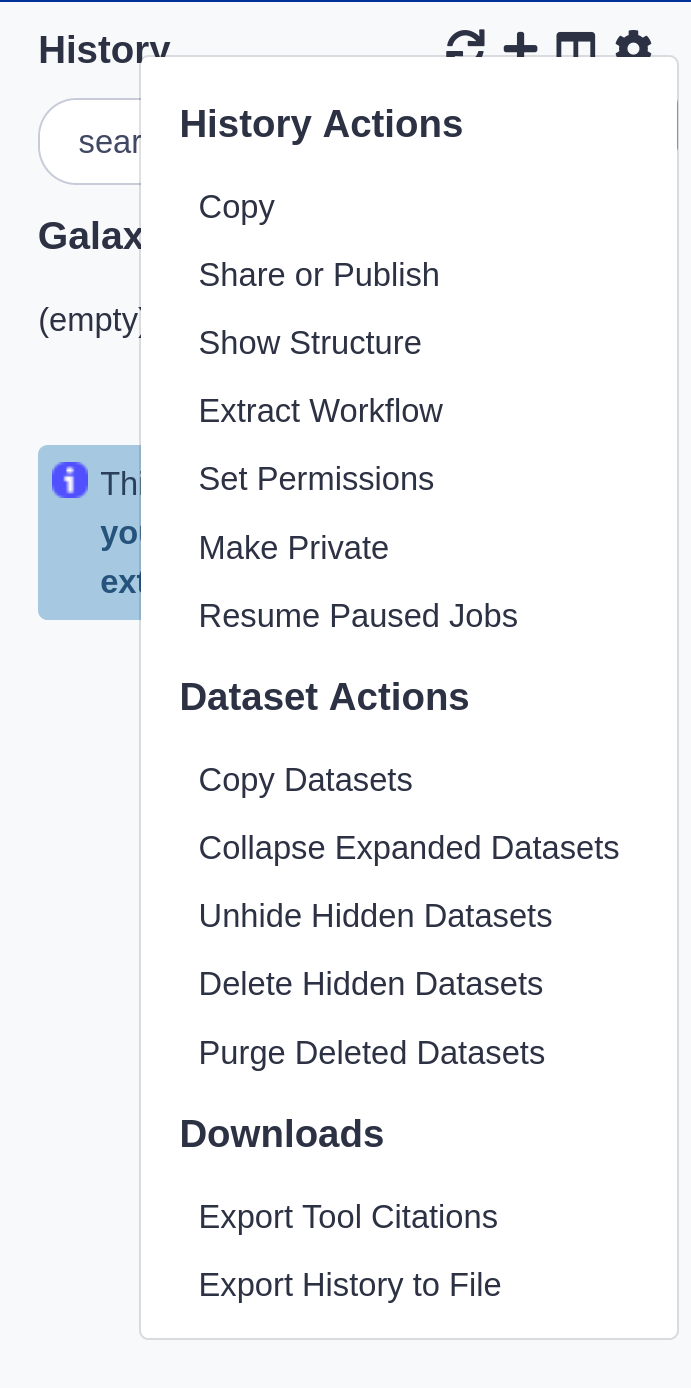 History
History Actions
Copy
Share or Publish
Show Structure
Extract Workflow
Set Permissions
Make Private
Resume Paused Jobs
Dataset Actions
Copy Datasets
Collapse Expanded Datasets
Unhide Hidden Datasets
Delete Hidden Datasets
Purge Deleted Datasets
Downloads
Export Tool Citations
Export History to File
(empty)